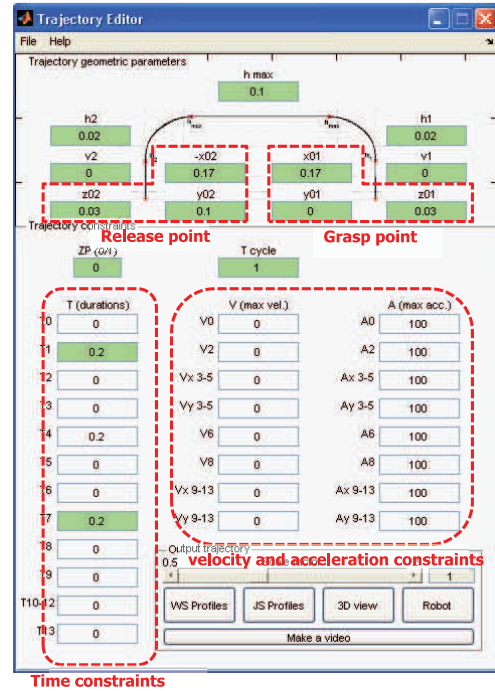 Trajectory Editor
File Help
Trajectory geometric parameters
h max
0.1
h2
0.02
h1
0.02
hmax
hmax
v2
0
-x02
0.17
x01
0.17
v1
0
z02
0.03
y02
0.1
y01
0
z01
0.03
Release point
Grasp point
Trajectory constraints
ZP (0/1)
0
T cycle
1
T (durations)
V (max vel.)
A (max acc.)
T0 0 V0 0 A0 100
T1 0.2 V2 0 A2 100
T2 0 Vx 3-5 0 Ax 3-5 100
T3 0 Vy 3-5 0 Ay 3-5 100
T4 0.2 V6 0 A6 100
T5 0 V8 0 A8 100
T6 0 Vx 9-13 0 Ax 9-13 100
T7 0.2 Vy 9-13 0 Ay 9-13 100
T8 0
T9 0
T10-12 0
T13 0
Output trajectory
velocity and acceleration constraints
0.5
1
WS Profiles JS Profiles 3D view Robot
Make a video
Time constraints